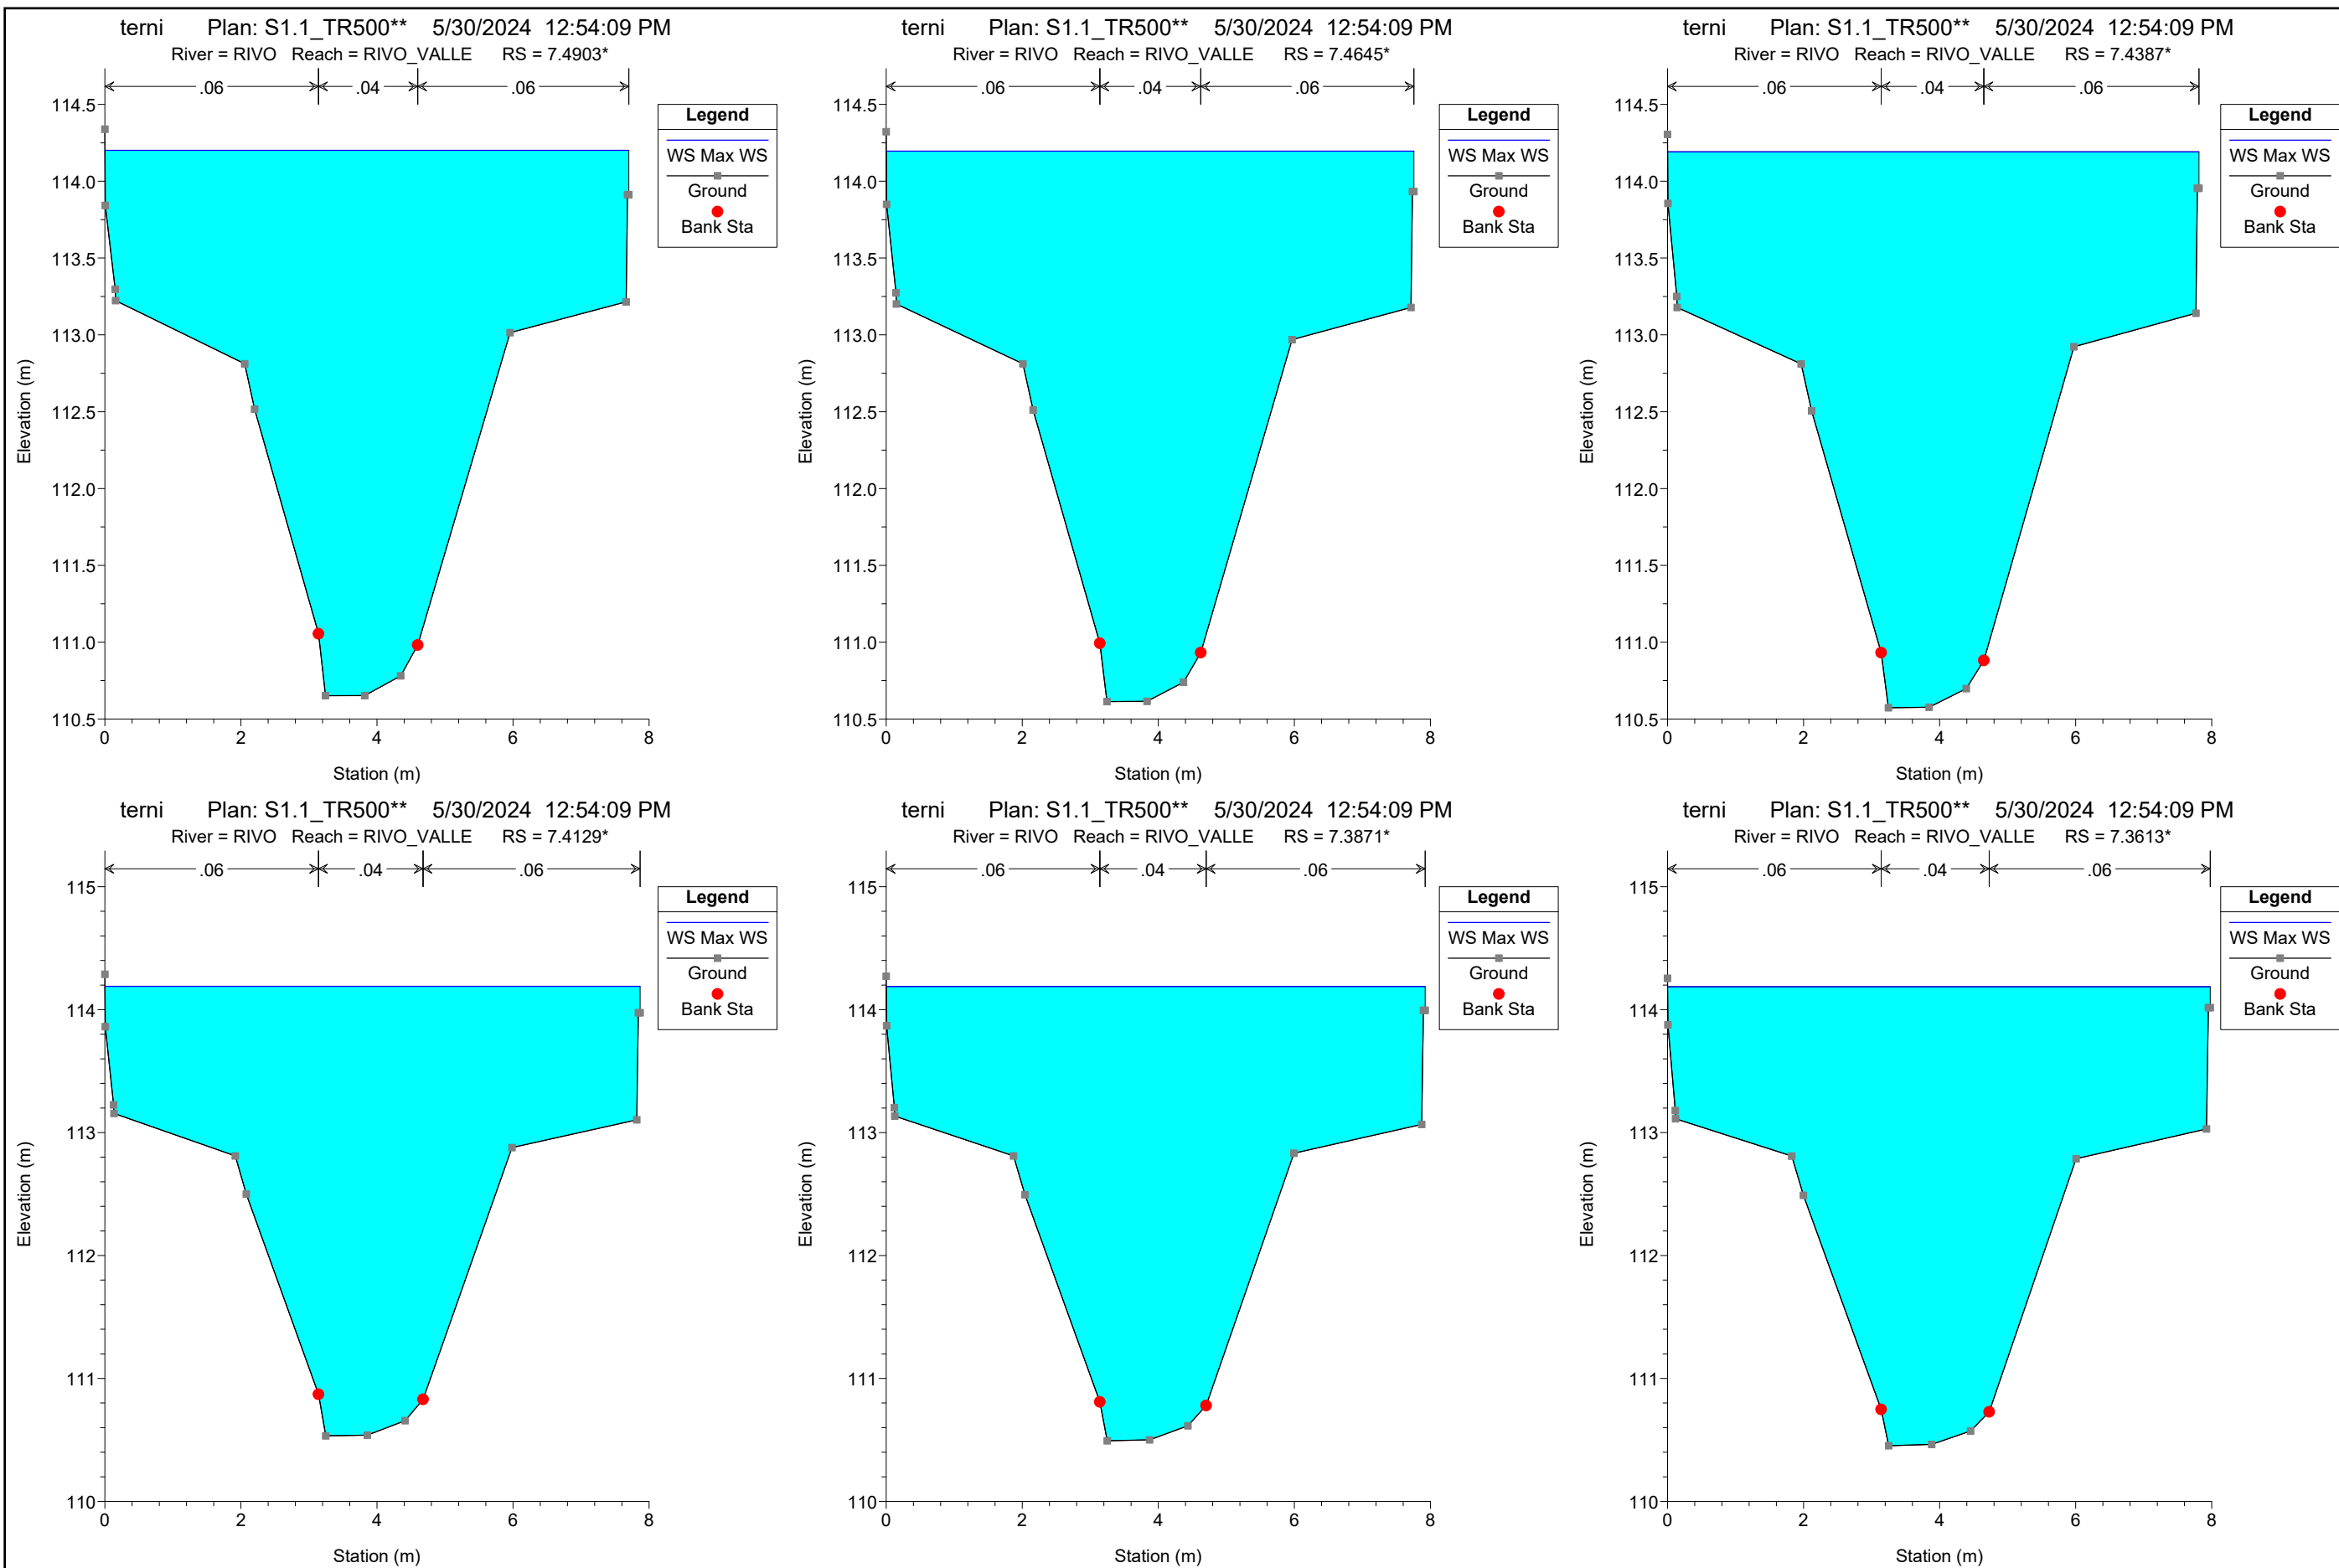 terni Plan: S1.1_TR500** 5/30/2024 12:54:09 PM
River = RIVO Reach = RIVO_VALLE RS = 7.4903*
.06 .04 .06
114.5
114.0
113.5
113.0
112.5
112.0
111.5
111.0
110.5
0 2 4 6 8
Station (m)
Elevation (m)
Legend
WS Max WS
Ground
Bank Sta
terni Plan: S1.1_TR500** 5/30/2024 12:54:09 PM
River = RIVO Reach = RIVO_VALLE RS = 7.4645*
.06 .04 .06
114.5
114.0
113.5
113.0
112.5
112.0
111.5
111.0
110.5
0 2 4 6 8
Station (m)
Elevation (m)
Legend
WS Max WS
Ground
Bank Sta
terni Plan: S1.1_TR500** 5/30/2024 12:54:09 PM
River = RIVO Reach = RIVO_VALLE RS = 7.4387*
.06 .04 .06
114.5
114.0
113.5
113.0
112.5
112.0
111.5
111.0
110.5
0 2 4 6 8
Station (m)
Elevation (m)
Legend
WS Max WS
Ground
Bank Sta
terni Plan: S1.1_TR500** 5/30/2024 12:54:09 PM
River = RIVO Reach = RIVO_VALLE RS = 7.4129*
.06 .04 .06
115
114
113
112
111
110
0 2 4 6 8
Station (m)
Elevation (m)
Legend
WS Max WS
Ground
Bank Sta
terni Plan: S1.1_TR500** 5/30/2024 12:54:09 PM
River = RIVO Reach = RIVO_VALLE RS = 7.3871*
.06 .04 .06
115
114
113
112
111
110
0 2 4 6 8
Station (m)
Elevation (m)
Legend
WS Max WS
Ground
Bank Sta
terni Plan: S1.1_TR500** 5/30/2024 12:54:09 PM
River = RIVO Reach = RIVO_VALLE RS = 7.3613*
.06 .04 .06
115
114
113
112
111
110
0 2 4 6 8
Station (m)
Elevation (m)
Legend
WS Max WS
Ground
Bank Sta